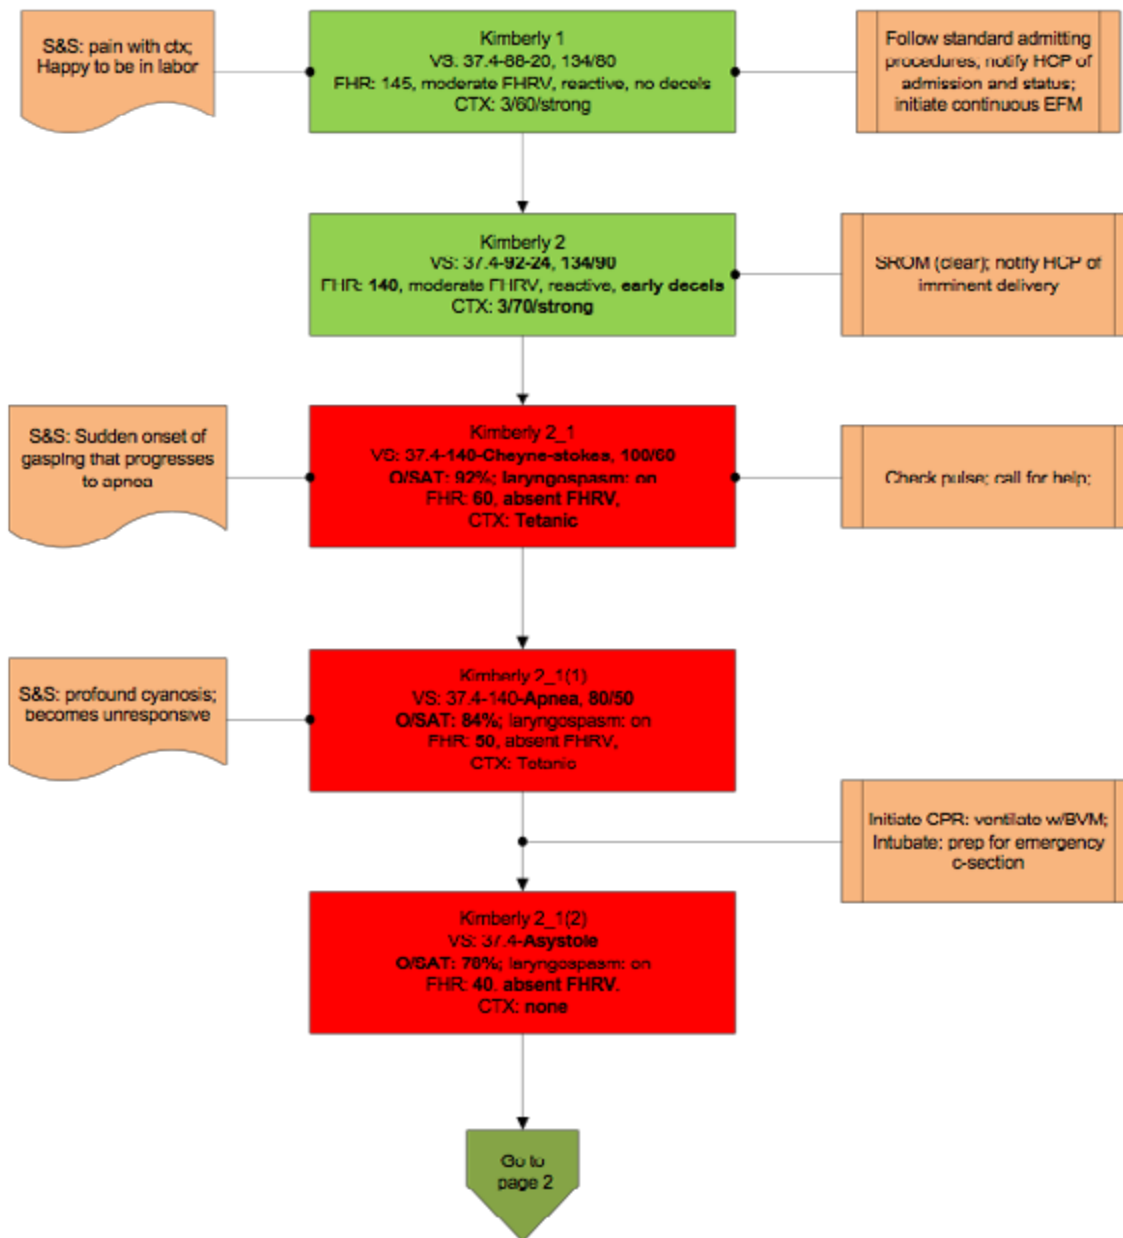 S&S: pain with ctx;
Happy to be in labor
Kimberly 1
VS: 37.4-88-20, 134/80
FHR: 145, moderate FHRV, reactive, no decels
CTX: 3/60/strong
Follow standard admitting
procedures, notify HCP of
admission and status;
initiate continuous EFM
Kimberly 2
VS: 37.4-92-24, 134/90
FHR: 140, moderate FHRV, reactive, early decels
CTX: 3/70/strong
SROM (clear); notify HCP of
imminent delivery
S&S: Sudden onset of
gasping that progresses
to apnea
Kimberly 2_1
VS: 37.4-140-Cheyne-stokes, 100/60
O/SAT: 92%; laryngospasm: on
FHR: 60, absent FHRV,
CTX: Tetanic
Check pulse; call for help;
S&S: profound cyanosis;
becomes unresponsive
Kimberly 2_1(1)
VS: 37.4-140-Apnea, 80/50
O/SAT: 84%; laryngospasm: on
FHR: 50, absent FHRV,
CTX: Tetanic
Initiate CPR: ventilate w/BVM;
Intubate; prep for emergency
c-section
Kimberly 2_1(2)
VS: 37.4-Asystole
O/SAT: 78%; laryngospasm: on
FHR: 40, absent FHRV.
CTX: none
Go to
page 2